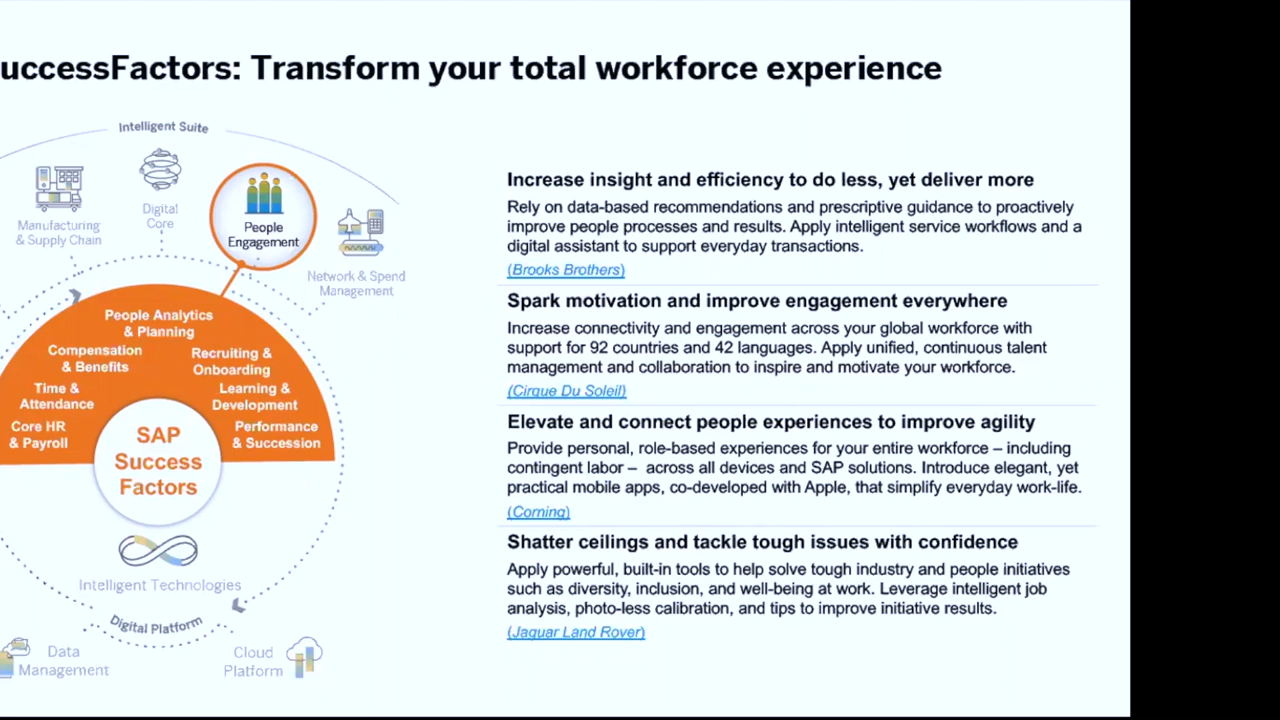 uccessFactors: Transform your total workforce experience
Intelligent Suite
Manufacturing
& Supply Chain
Digital
Core
People
Engagement
Network & Spend
Management
People Analytics
& Planning
Compensation
& Benefits
Recruiting &
Onboarding
Time &
Attendance
Learning &
Development
Core HR
& Payroll
Performance
& Succession
SAP
Success
Factors
Intelligent Technologies
Digital Platform
Data
Management
Cloud
Platform
Increase insight and efficiency to do less, yet deliver more
Rely on data-based recommendations and prescriptive guidance to proactively
improve people processes and results. Apply intelligent service workflows and a
digital assistant to support everyday transactions.
(Brooks Brothers)
Spark motivation and improve engagement everywhere
Increase connectivity and engagement across your global workforce with
support for 92 countries and 42 languages. Apply unified, continuous talent
management and collaboration to inspire and motivate your workforce.
(Cirque Du Soleil)
Elevate and connect people experiences to improve agility
Provide personal, role-based experiences for your entire workforce – including
contingent labor – across all devices and SAP solutions. Introduce elegant, yet
practical mobile apps, co-developed with Apple, that simplify everyday work-life.
(Corning)
Shatter ceilings and tackle tough issues with confidence
Apply powerful, built-in tools to help solve tough industry and people initiatives
such as diversity, inclusion, and well-being at work. Leverage intelligent job
analysis, photo-less calibration, and tips to improve initiative results.
(Jaguar Land Rover)